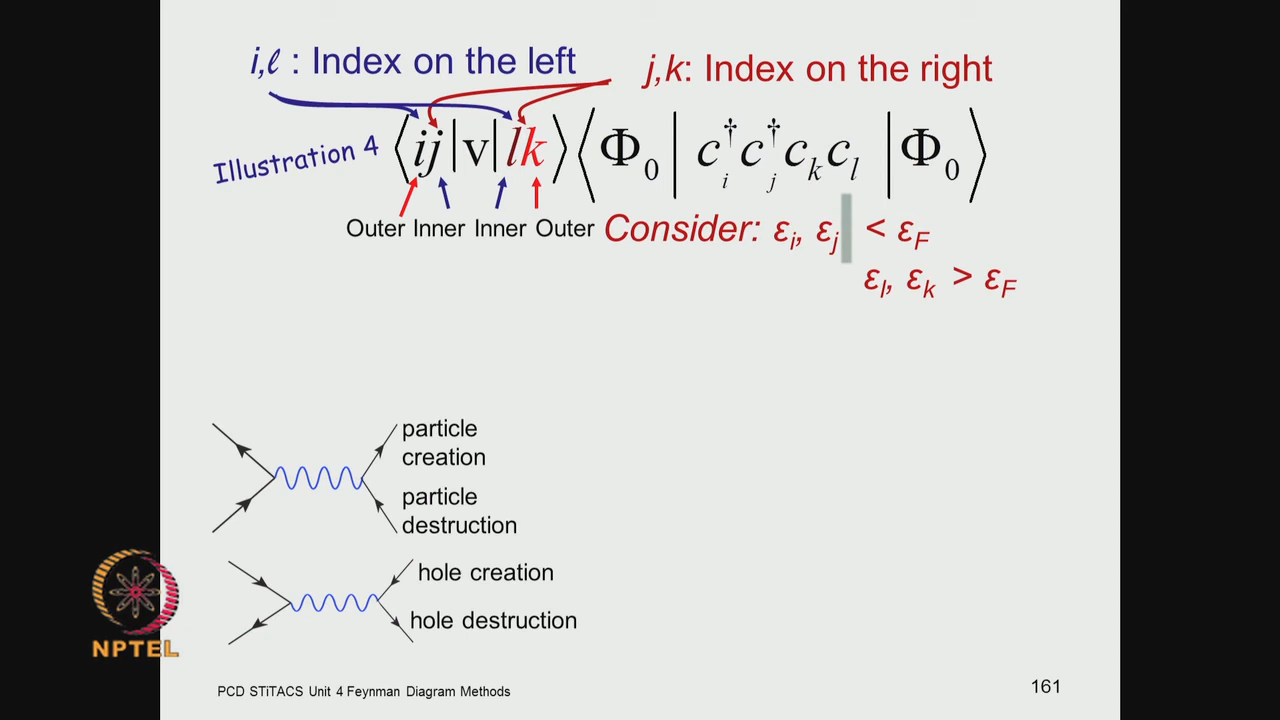 i,ℓ : Index on the left
j,k: Index on the right
Illustration 4
⟨ij|v|lk⟩⟨Φ₀|c†ᵢc†ⱼcₖcₗ|Φ₀⟩
Outer Inner Inner Outer
Consider: εᵢ, εⱼ < ε_F
εₗ, εₖ > ε_F
particle
creation
particle
destruction
hole creation
hole destruction
NPTEL
PCD STiTACS Unit 4 Feynman Diagram Methods
161